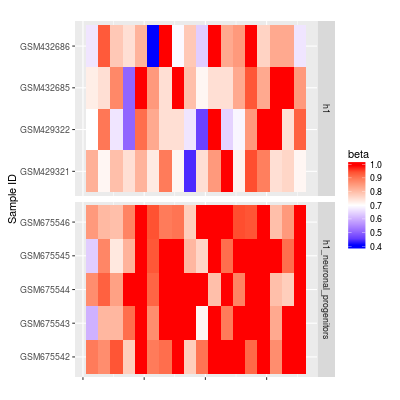 GSM432686
GSM432685
GSM429322
GSM429321
h1
GSM675546
GSM675545
GSM675544
GSM675543
GSM675542
h1_neuronal_progenitors
Sample ID
beta
1.0
0.9
0.8
0.7
0.6
0.5
0.4